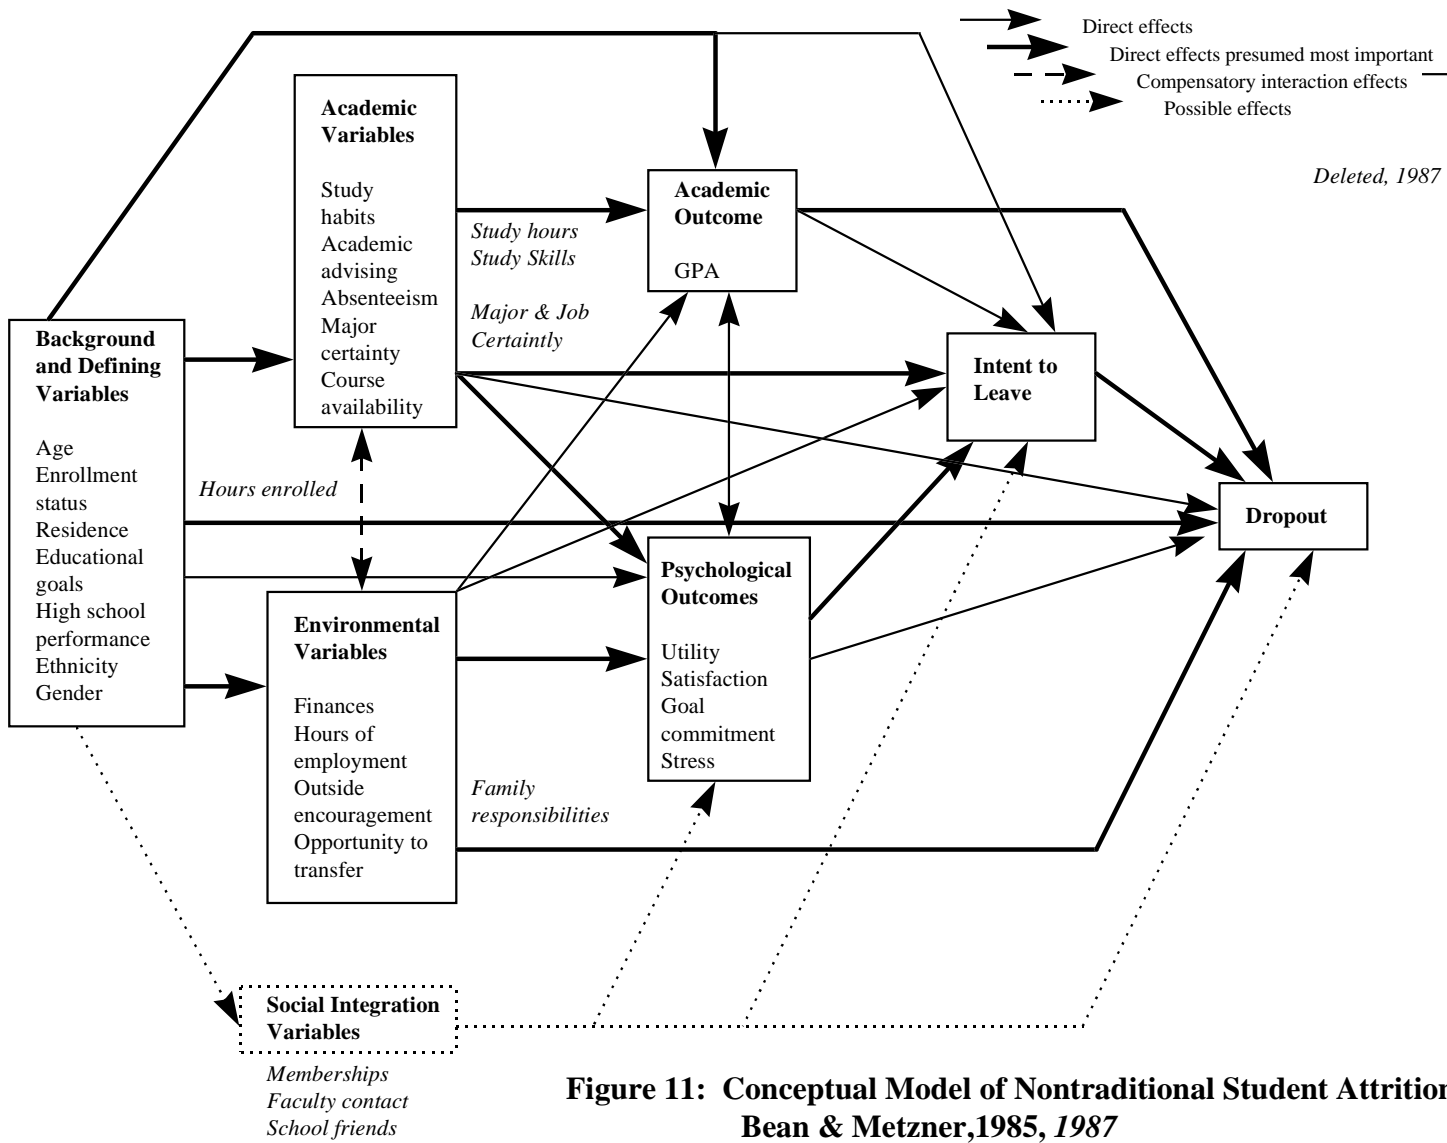 Direct effects
Direct effects presumed most important
Compensatory interaction effects
Possible effects
Deleted, 1987
Academic
Variables
Study
habits
Academic
advising
Absenteeism
Major
certainty
Course
availability
Study hours
Study Skills
Major & Job
Certaintly
Academic
Outcome
GPA
Background
and Defining
Variables
Age
Enrollment
status
Residence
Educational
goals
High school
performance
Ethnicity
Gender
Hours enrolled
Intent to
Leave
Dropout
Environmental
Variables
Finances
Hours of
employment
Outside
encouragement
Opportunity to
transfer
Psychological
Outcomes
Utility
Satisfaction
Goal
commitment
Stress
Family
responsibilities
Social Integration
Variables
Memberships
Faculty contact
School friends
Figure 11: Conceptual Model of Nontraditional Student Attrition
Bean & Metzner,1985, 1987